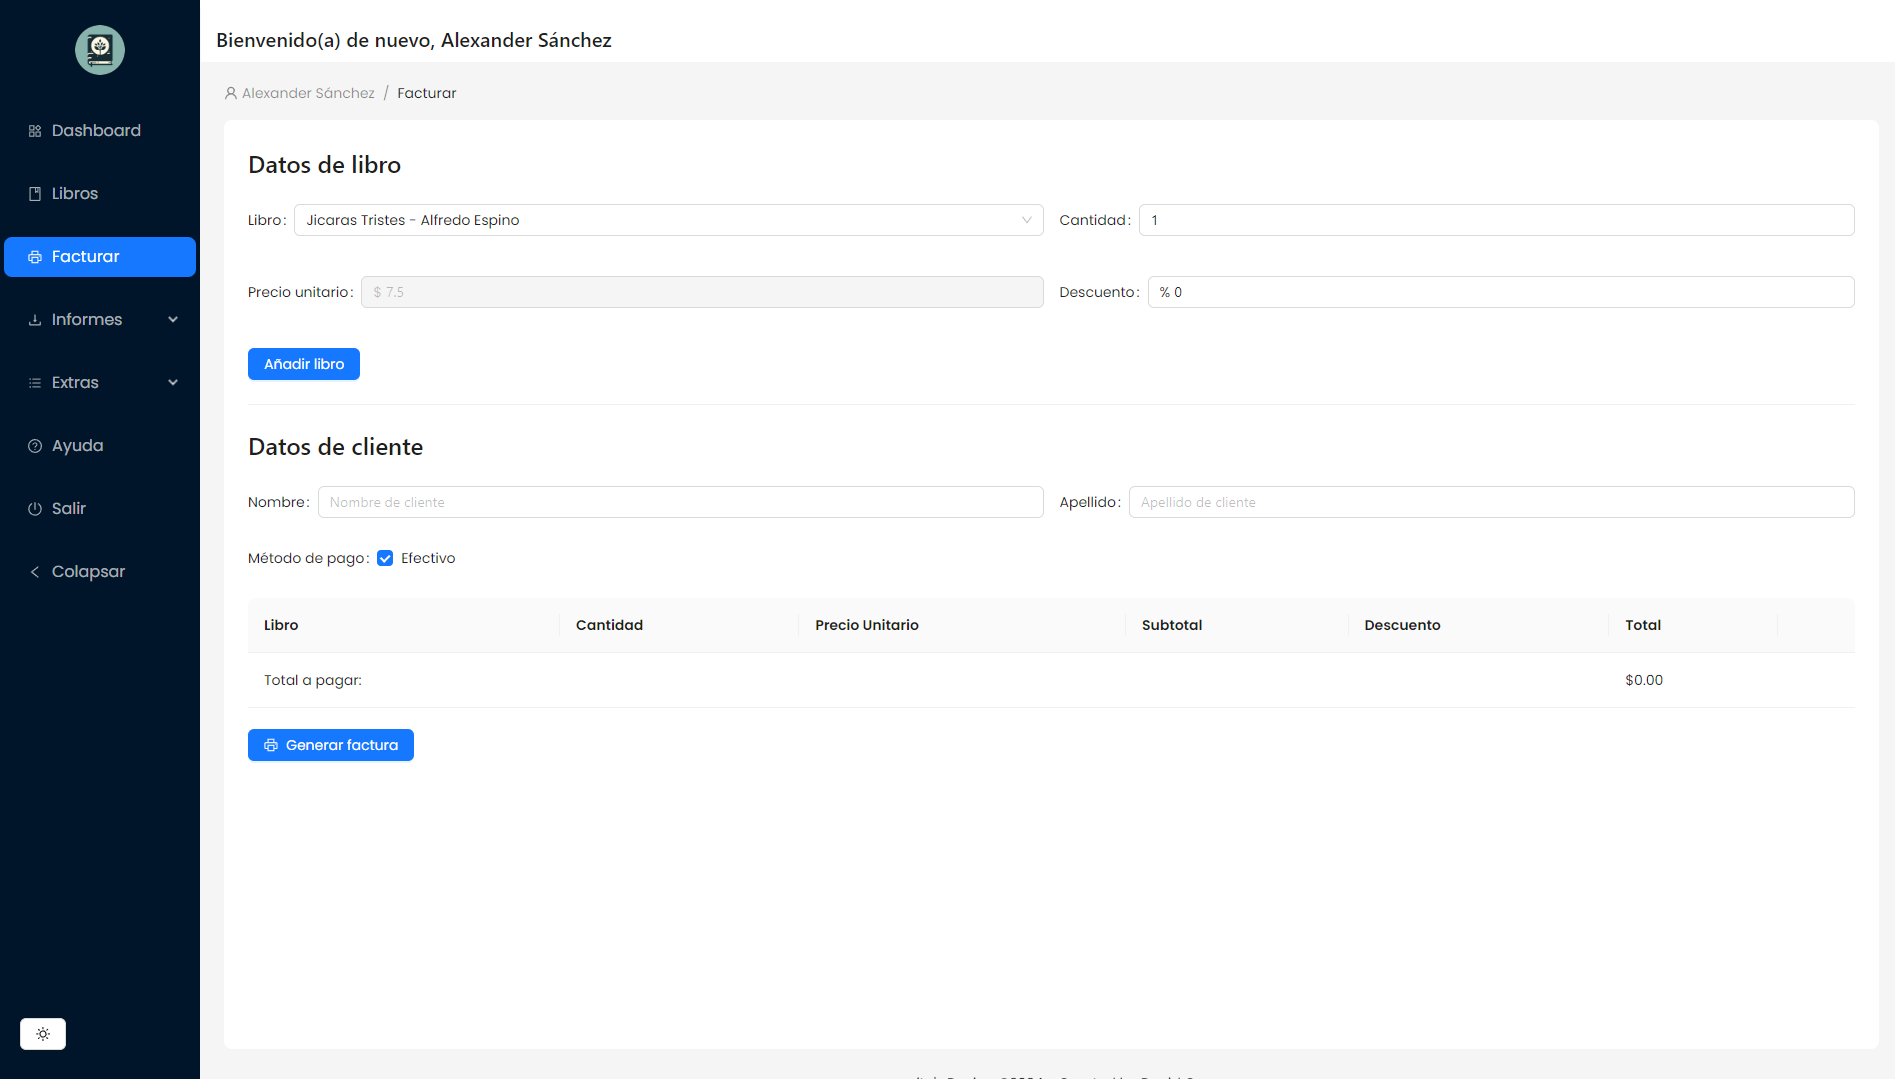 Bienvenido(a) de nuevo, Alexander Sánchez
Alexander Sánchez / Facturar
Dashboard
Libros
Facturar
Informes
Extras
Ayuda
Salir
Colapsar
Datos de libro
Libro: Jicaras Tristes - Alfredo Espino
Cantidad: 1
Precio unitario: $ 7.5
Descuento: % 0
Añadir libro
Datos de cliente
Nombre: Nombre de cliente
Apellido: Apellido de cliente
Método de pago: Efectivo
Libro Cantidad Precio Unitario Subtotal Descuento Total
Total a pagar: $0.00
Generar factura